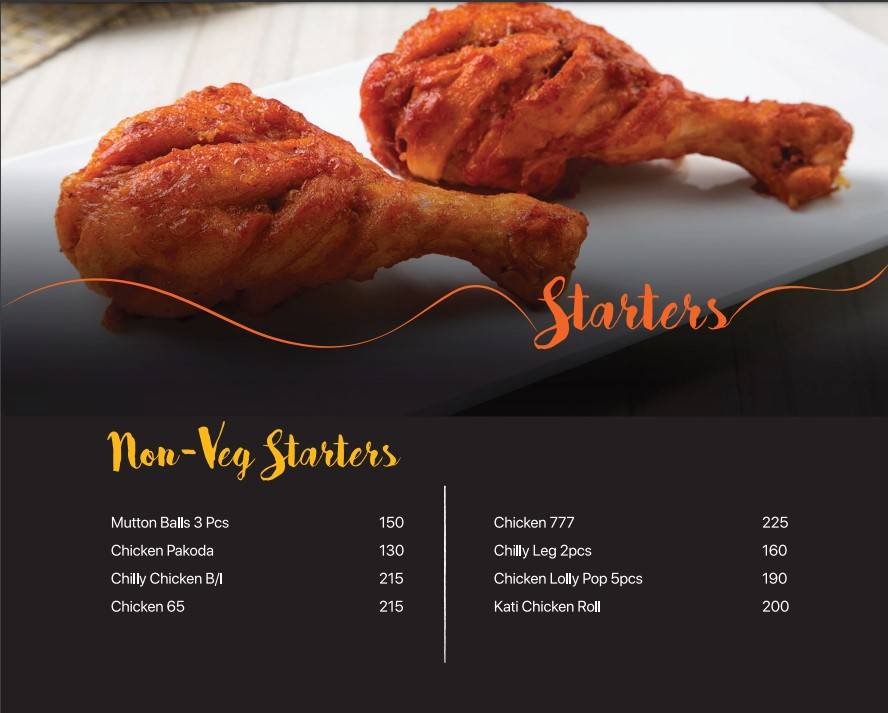 Starters
Non-Veg Starters
Mutton Balls 3 Pcs 150
Chicken Pakoda 130
Chilly Chicken B/l 215
Chicken 65 215
Chicken 777 225
Chilly Leg 2pcs 160
Chicken Lolly Pop 5pcs 190
Kati Chicken Roll 200